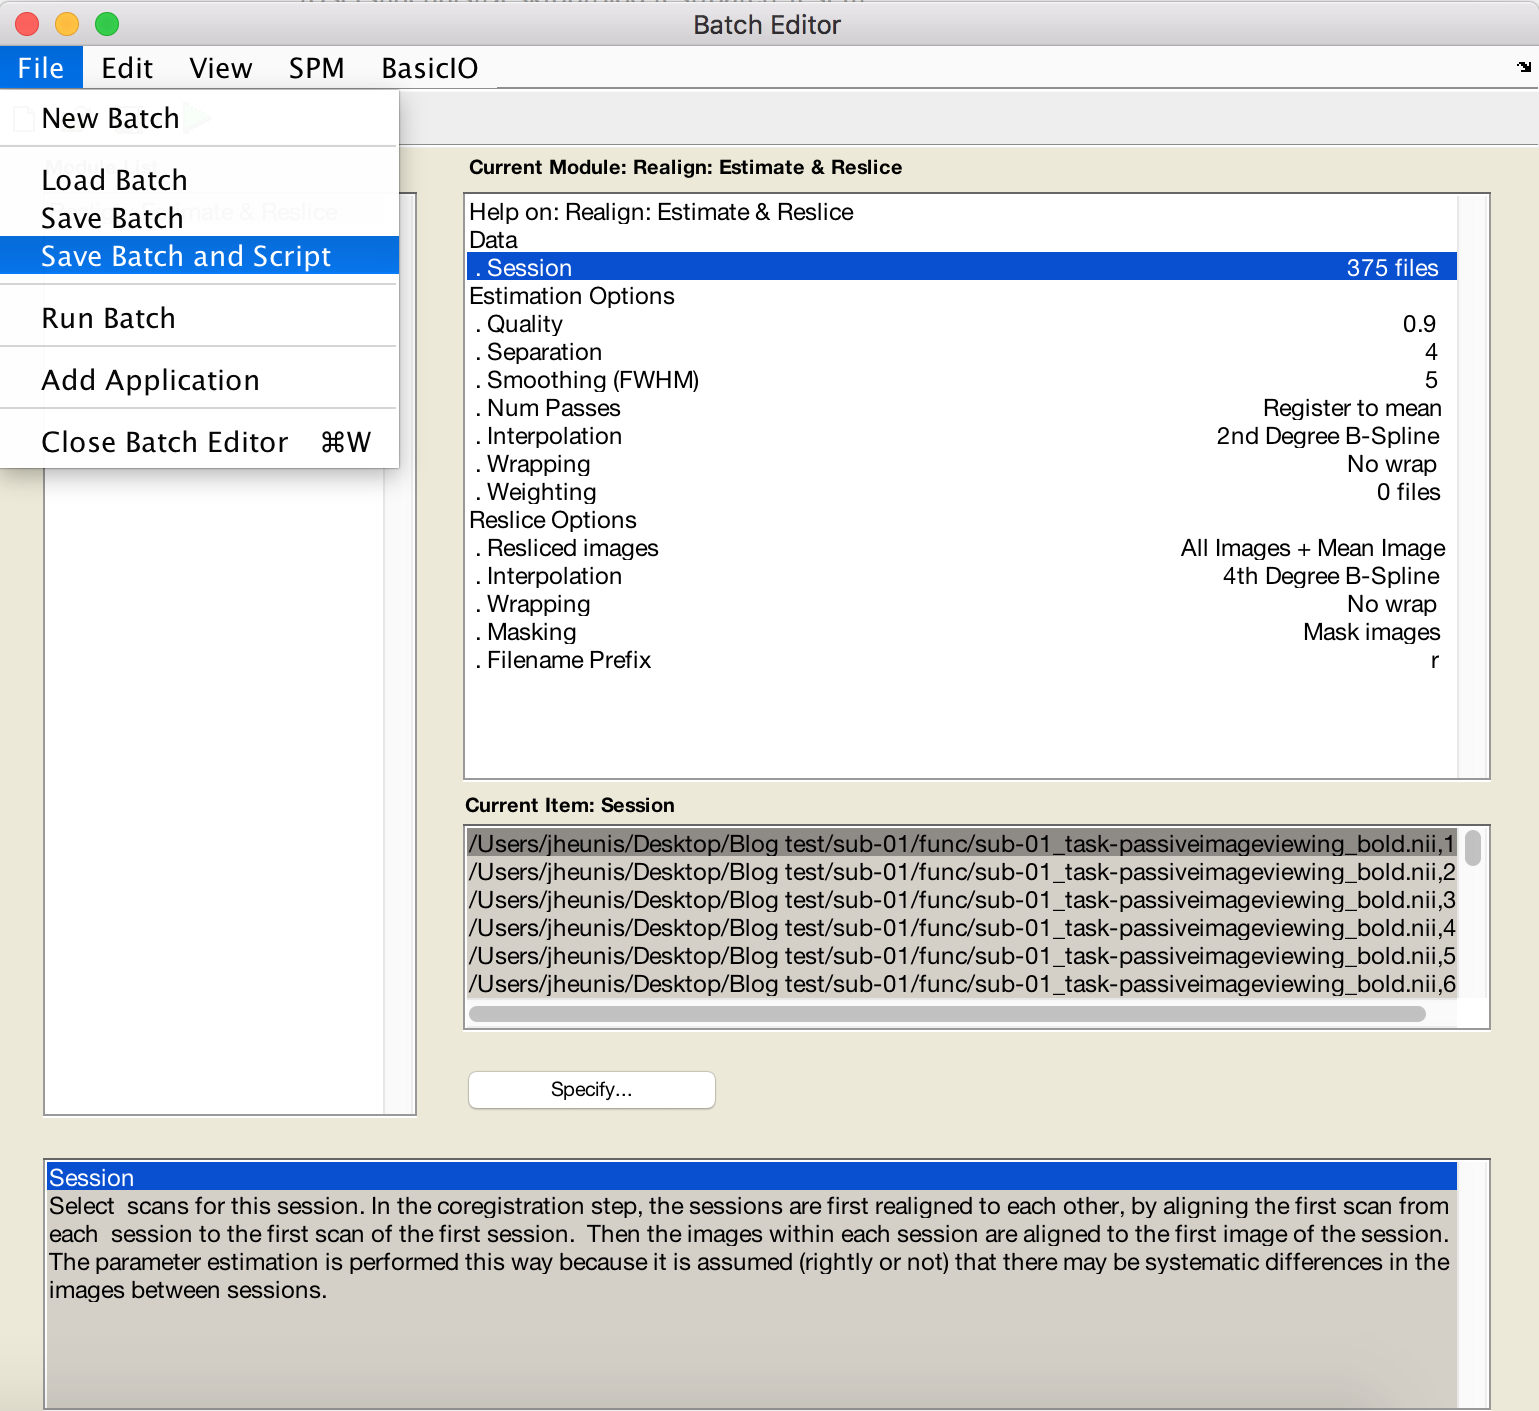 Batch Editor
File Edit View SPM BasicIO
New Batch
Load Batch
Save Batch
Save Batch and Script
Run Batch
Add Application
Close Batch Editor ⌘W
Module List
mate & Reslice
Current Module: Realign: Estimate & Reslice
Help on: Realign: Estimate & Reslice
Data
. Session 375 files
Estimation Options
. Quality 0.9
. Separation 4
. Smoothing (FWHM) 5
. Num Passes Register to mean
. Interpolation 2nd Degree B-Spline
. Wrapping No wrap
. Weighting 0 files
Reslice Options
. Resliced images All Images + Mean Image
. Interpolation 4th Degree B-Spline
. Wrapping No wrap
. Masking Mask images
. Filename Prefix r
Current Item: Session
/Users/jheunis/Desktop/Blog test/sub-01/func/sub-01_task-passiveimageviewing_bold.nii,1
/Users/jheunis/Desktop/Blog test/sub-01/func/sub-01_task-passiveimageviewing_bold.nii,2
/Users/jheunis/Desktop/Blog test/sub-01/func/sub-01_task-passiveimageviewing_bold.nii,3
/Users/jheunis/Desktop/Blog test/sub-01/func/sub-01_task-passiveimageviewing_bold.nii,4
/Users/jheunis/Desktop/Blog test/sub-01/func/sub-01_task-passiveimageviewing_bold.nii,5
/Users/jheunis/Desktop/Blog test/sub-01/func/sub-01_task-passiveimageviewing_bold.nii,6
Specify...
Session
Select scans for this session. In the coregistration step, the sessions are first realigned to each other, by aligning the first scan from
each session to the first scan of the first session. Then the images within each session are aligned to the first image of the session.
The parameter estimation is performed this way because it is assumed (rightly or not) that there may be systematic differences in the
images between sessions.